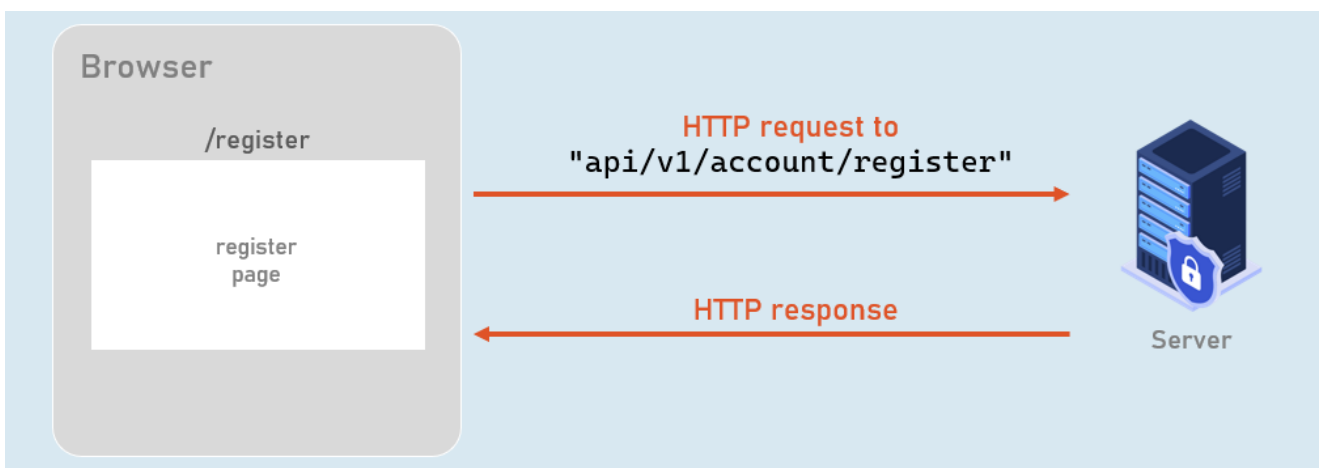 Browser
/register
register
page
HTTP request to
"api/v1/account/register"
HTTP response
Server